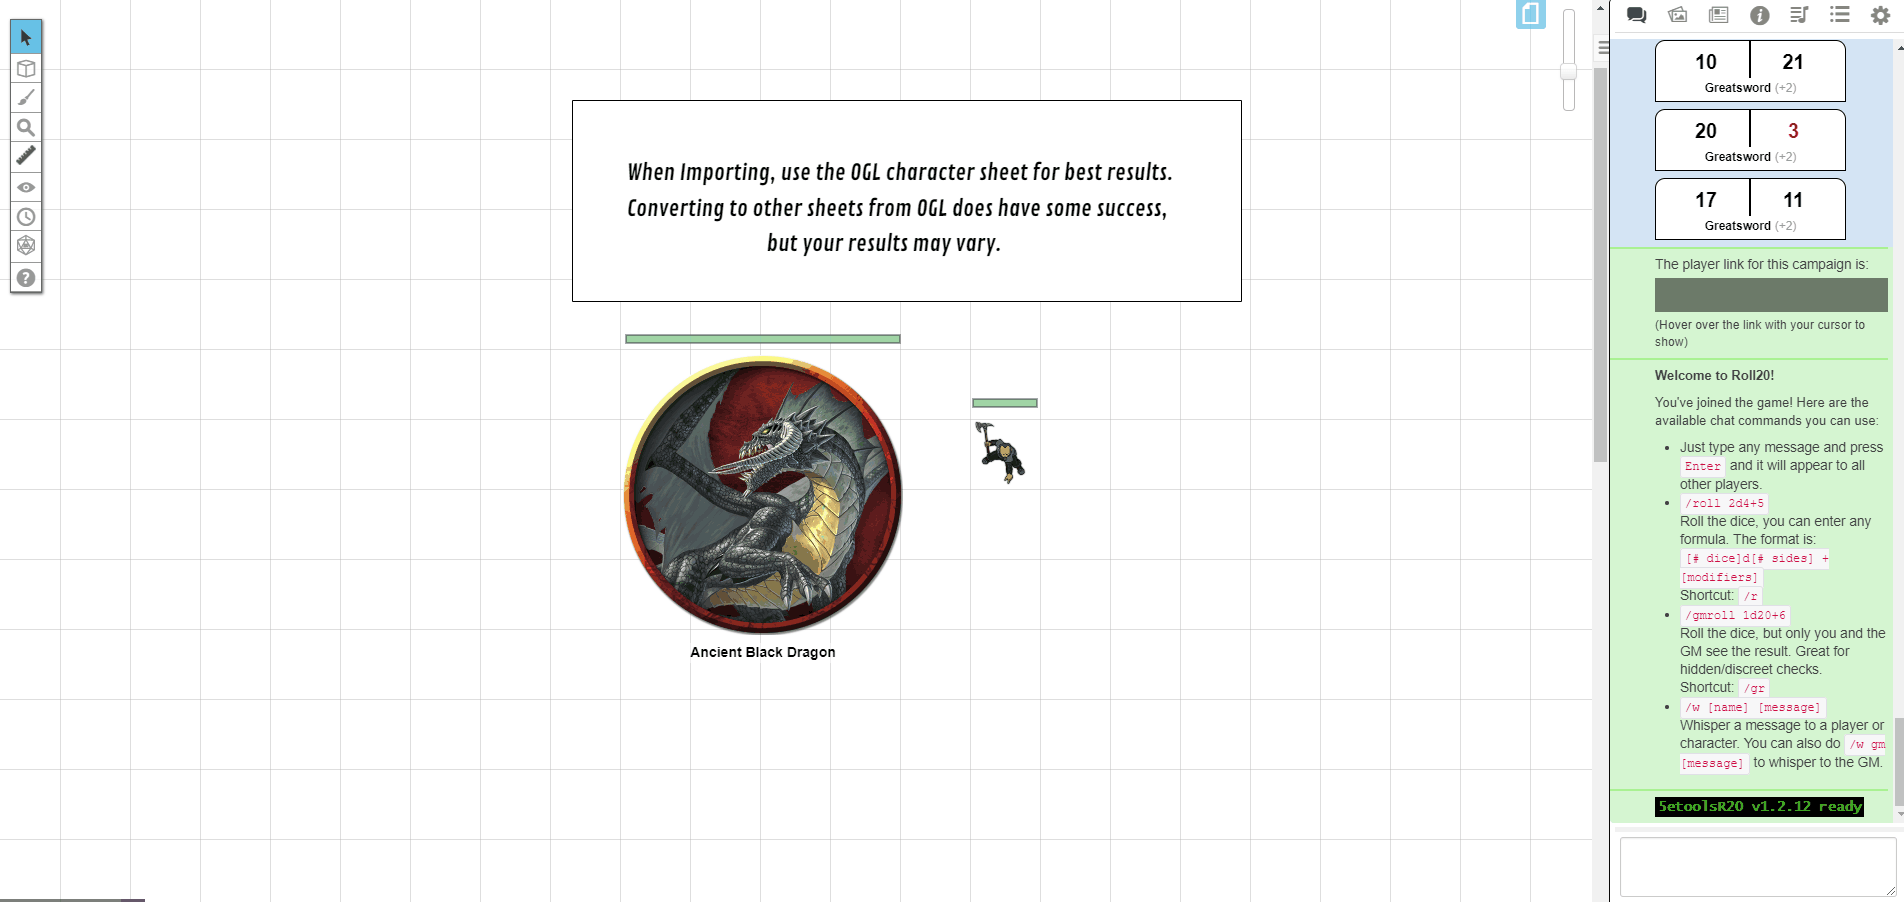 When Importing, use the OGL character sheet for best results.
Converting to other sheets from OGL does have some success,
but your results may vary.
Ancient Black Dragon
10 21
Greatsword (+2)
20 3
Greatsword (+2)
17 11
Greatsword (+2)
The player link for this campaign is:
(Hover over the link with your cursor to
show)
Welcome to Roll20!
You've joined the game! Here are the
available chat commands you can use:
Just type any message and press
Enter and it will appear to all
other players.
/roll 2d4+5
Roll the dice, you can enter any
formula. The format is:
[# dice]d[# sides] +
[modifiers]
Shortcut: /r
/gmroll 1d20+6
Roll the dice, but only you and the
GM see the result. Great for
hidden/discreet checks.
Shortcut: /gr
/w [name] [message]
Whisper a message to a player or
character. You can also do /w gm
[message] to whisper to the GM.
5etoolsR20 v1.2.12 ready